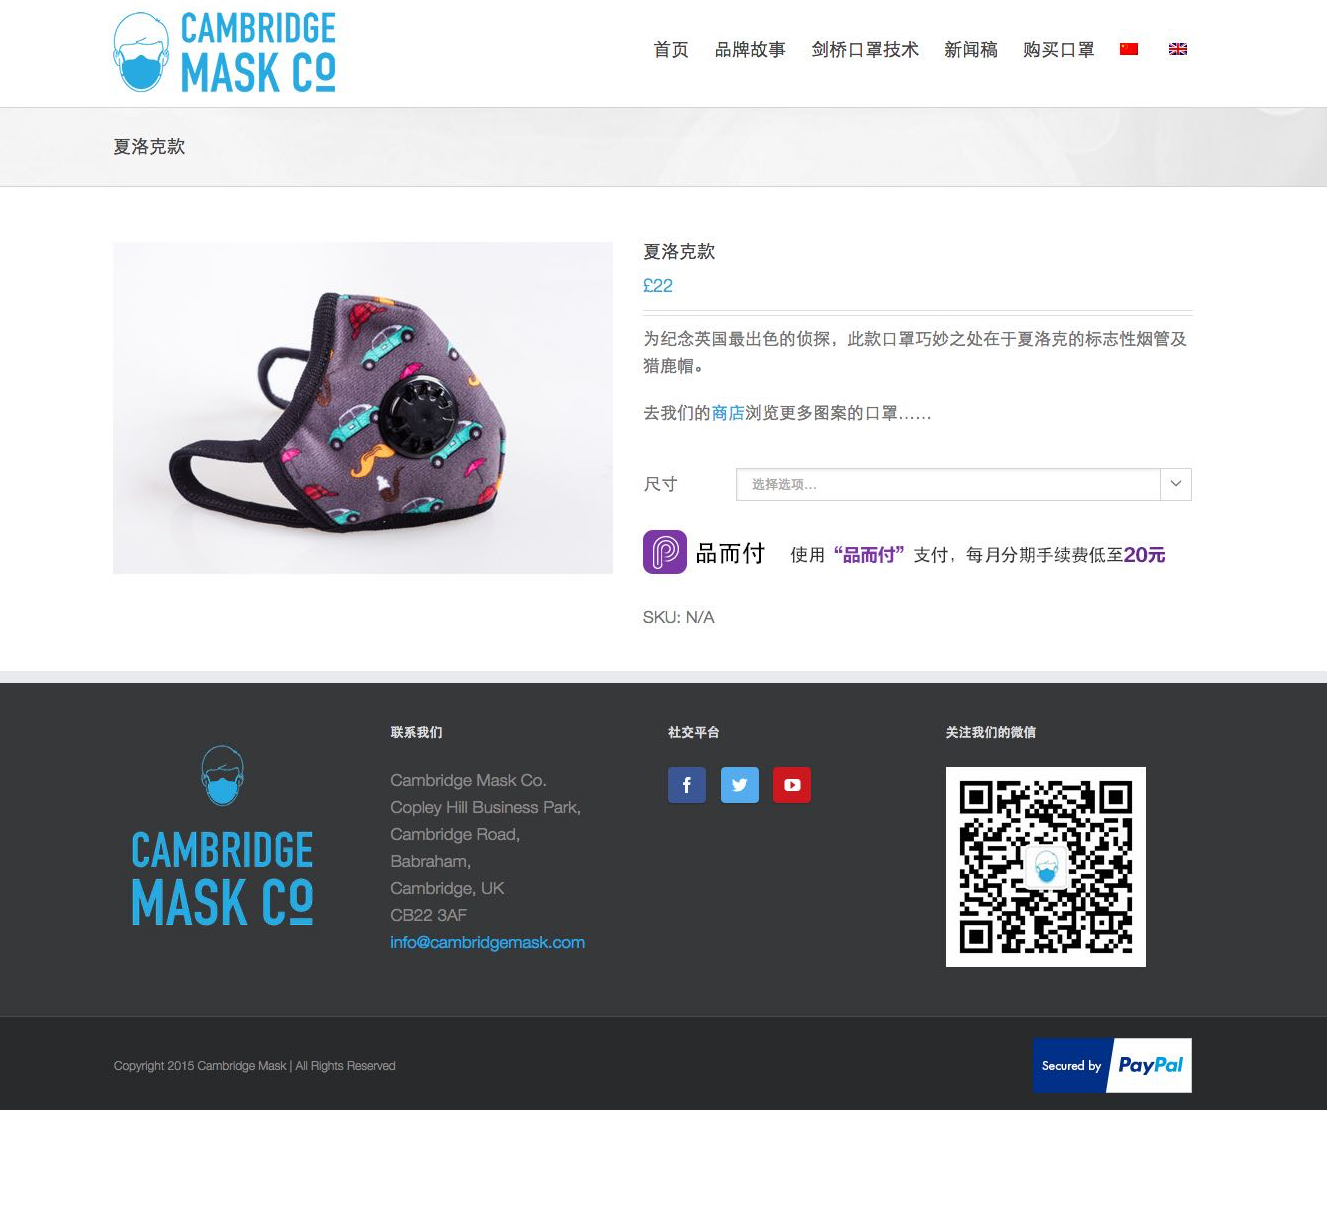 CAMBRIDGE
MASK CO
首页 品牌故事 剑桥口罩技术 新闻稿 购买口罩
夏洛克款
夏洛克款
£22
为纪念英国最出色的侦探，此款口罩巧妙之处在于夏洛克的标志性烟管及
猎鹿帽。
去我们的商店浏览更多图案的口罩……
尺寸 选择选项...
品而付 使用“品而付”支付，每月分期手续费低至20元
SKU: N/A
CAMBRIDGE
MASK CO
联系我们
Cambridge Mask Co.
Copley Hill Business Park,
Cambridge Road,
Babraham,
Cambridge, UK
CB22 3AF
info@cambridgemask.com
社交平台
关注我们的微信
Copyright 2015 Cambridge Mask | All Rights Reserved
Secured by PayPal